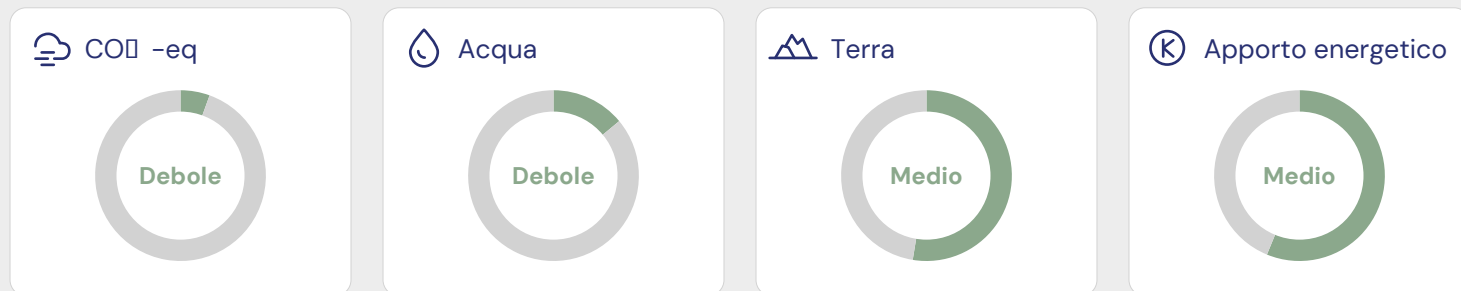 CO▯ -eq
Acqua
Terra
Apporto energetico
Debole
Debole
Medio
Medio